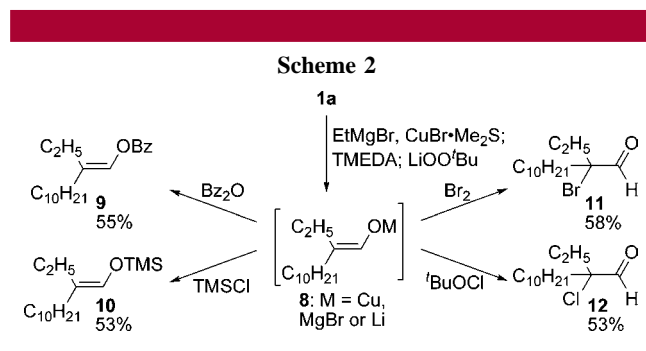 Scheme 2
1a
EtMgBr, CuBr•Me2S;
TMEDA; LiOOtBu
C2H5
OBz
C10H21
9
55%
Bz2O
C2H5
OTMS
C10H21
10
53%
TMSCl
C2H5
OM
C10H21
8: M = Cu,
MgBr or Li
Br2
C2H5
O
C10H21
Br
H
11
58%
tBuOCl
C2H5
O
C10H21
Cl
H
12
53%